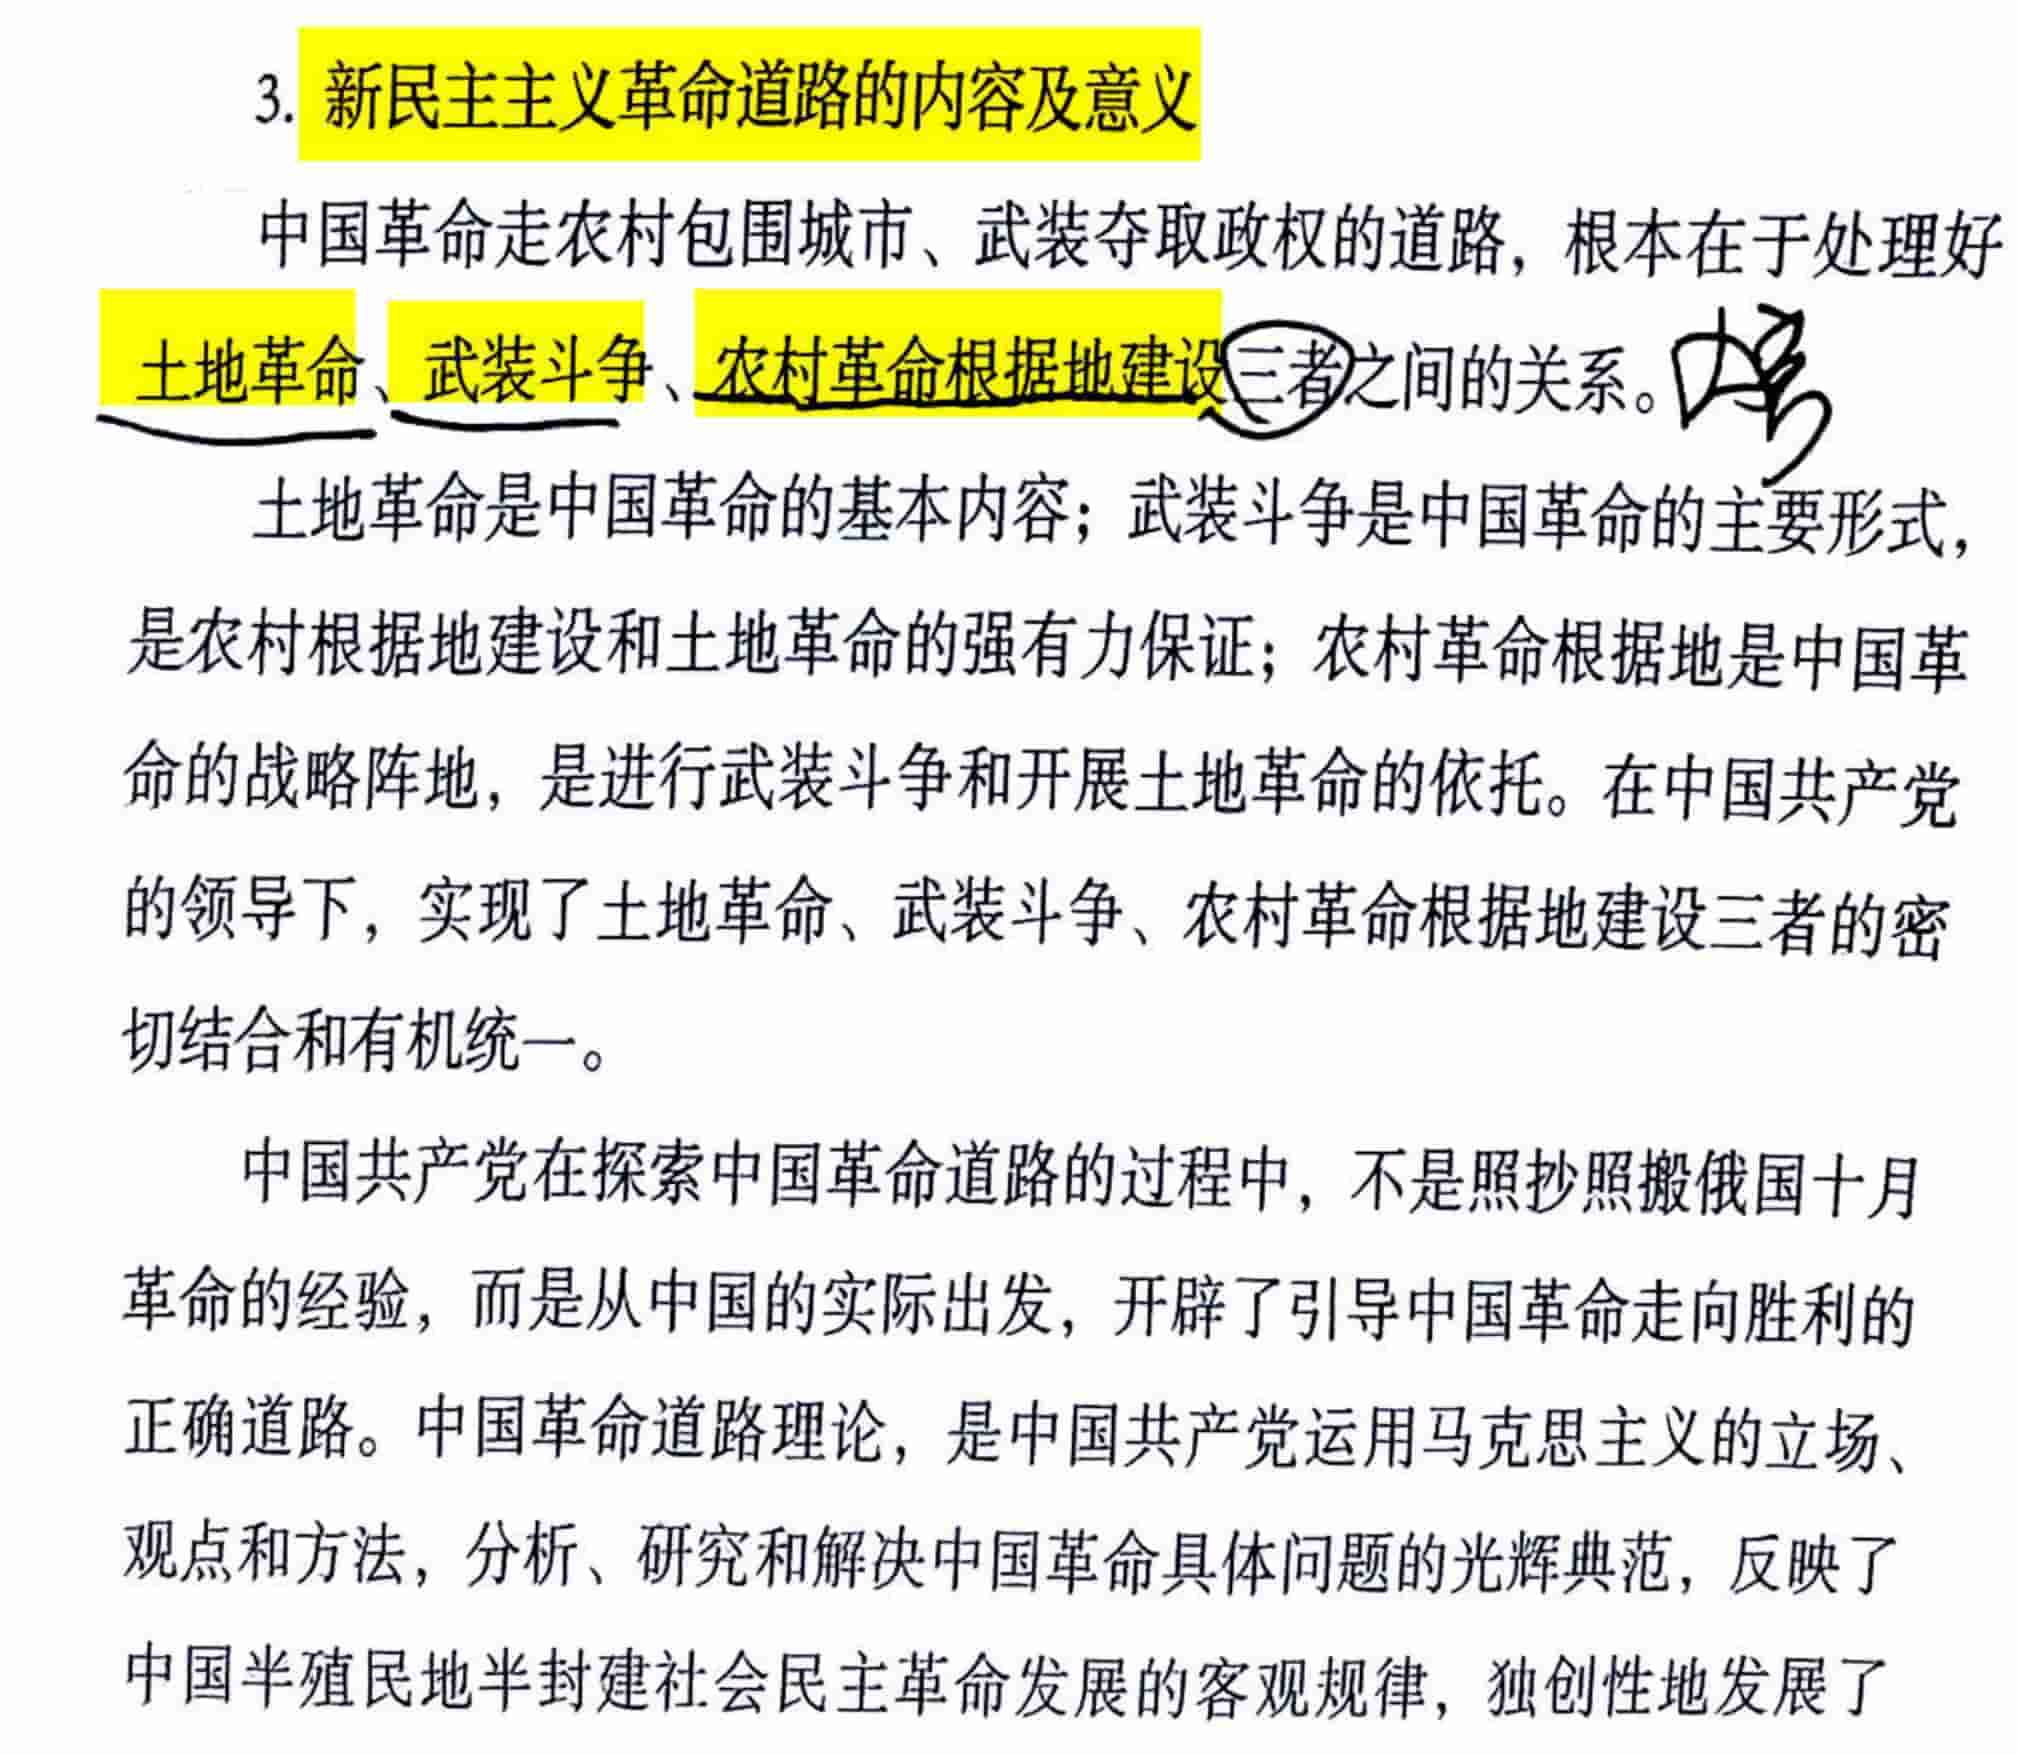 3. 新民主主义革命道路的内容及意义
中国革命走农村包围城市、武装夺取政权的道路，根本在于处理好
土地革命、武装斗争、农村革命根据地建设三者之间的关系。
土地革命是中国革命的基本内容；武装斗争是中国革命的主要形式，
是农村根据地建设和土地革命的强有力保证；农村革命根据地是中国革
命的战略阵地，是进行武装斗争和开展土地革命的依托。在中国共产党
的领导下，实现了土地革命、武装斗争、农村革命根据地建设三者的密
切结合和有机统一。
中国共产党在探索中国革命道路的过程中，不是照抄照搬俄国十月
革命的经验，而是从中国的实际出发，开辟了引导中国革命走向胜利的
正确道路。中国革命道路理论，是中国共产党运用马克思主义的立场、
观点和方法，分析、研究和解决中国革命具体问题的光辉典范，反映了
中国半殖民地半封建社会民主革命发展的客观规律，独创性地发展了